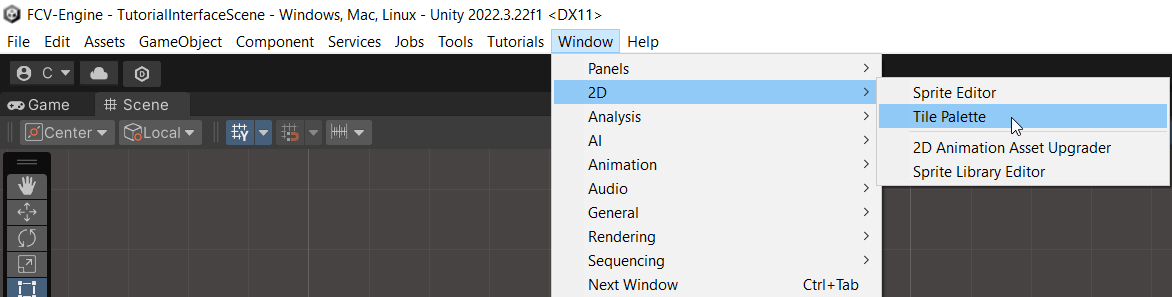 FCV-Engine - TutorialInterfaceScene - Windows, Mac, Linux - Unity 2022.3.22f1 <DX11>
File Edit Assets GameObject Component Services Jobs Tools Tutorials Window Help
C
Game Scene
Center Local
Panels
2D
Analysis
AI
Animation
Audio
General
Rendering
Sequencing
Next Window Ctrl+Tab
Sprite Editor
Tile Palette
2D Animation Asset Upgrader
Sprite Library Editor